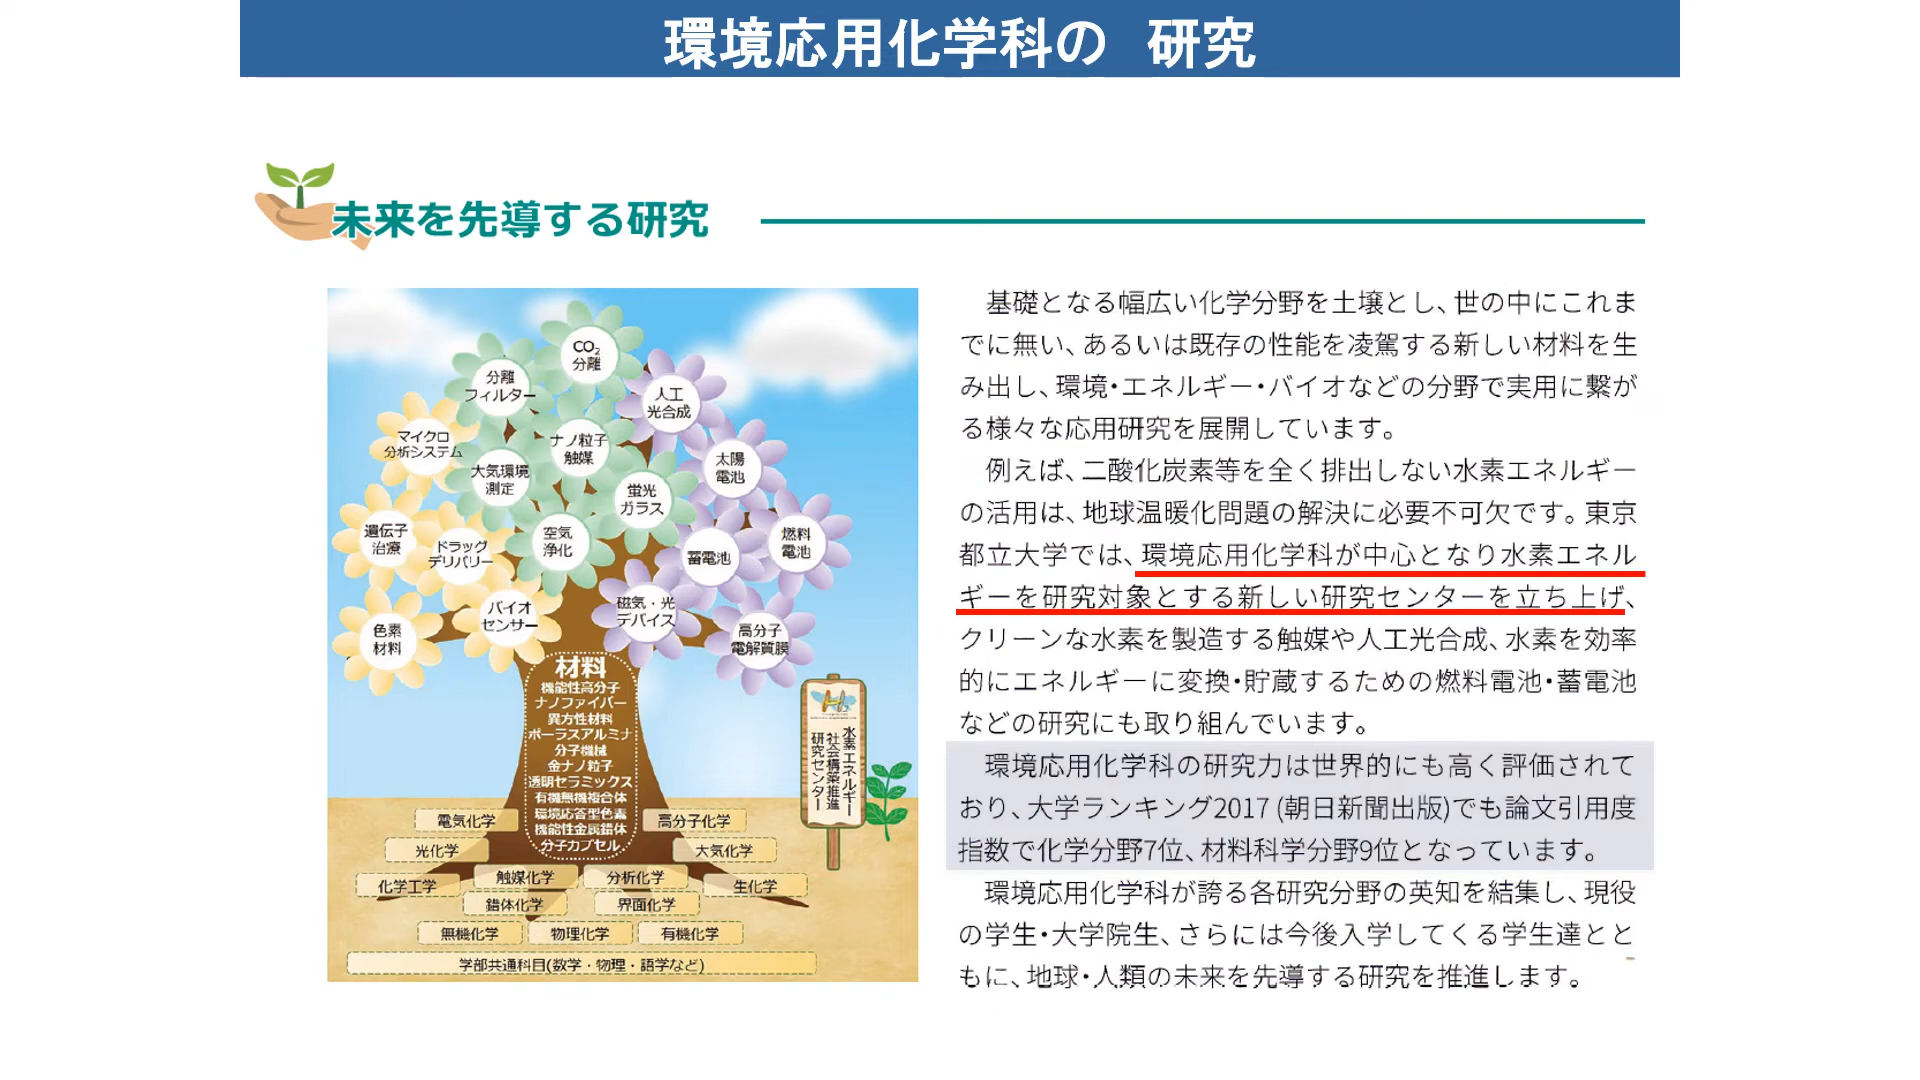 環境応用化学科の　研究
未来を先導する研究
CO₂
分離
分離
フィルター
人工
光合成
マイクロ
分析システム
ナノ粒子
触媒
大気環境
測定
太陽
電池
蛍光
ガラス
遺伝子
治療
ドラッグ
デリバリー
空気
浄化
蓄電池
燃料
電池
色素
材料
バイオ
センサー
磁気・光
デバイス
高分子
電解質膜
材料
機能性高分子
ナノファイバー
異方性材料
ポーラスアルミナ
分子機械
金ナノ粒子
透明セラミックス
有機無機複合体
環境応答型色素
機能性金属錯体
分子カプセル
H₂
水素エネルギー
社会構築推進
研究センター
電気化学
高分子化学
光化学
大気化学
化学工学
触媒化学
分析化学
生化学
錯体化学
界面化学
無機化学
物理化学
有機化学
学部共通科目(数学・物理・語学など)
基礎となる幅広い化学分野を土壌とし、世の中にこれま
でに無い、あるいは既存の性能を凌駕する新しい材料を生
み出し、環境・エネルギー・バイオなどの分野で実用に繋が
る様々な応用研究を展開しています。
例えば、二酸化炭素等を全く排出しない水素エネルギー
の活用は、地球温暖化問題の解決に必要不可欠です。東京
都立大学では、環境応用化学科が中心となり水素エネル
ギーを研究対象とする新しい研究センターを立ち上げ、
クリーンな水素を製造する触媒や人工光合成、水素を効率
的にエネルギーに変換・貯蔵するための燃料電池・蓄電池
などの研究にも取り組んでいます。
環境応用化学科の研究力は世界的にも高く評価されて
おり、大学ランキング2017 (朝日新聞出版)でも論文引用度
指数で化学分野7位、材料科学分野9位となっています。
環境応用化学科が誇る各研究分野の英知を結集し、現役
の学生・大学院生、さらには今後入学してくる学生達とと
もに、地球・人類の未来を先導する研究を推進します。